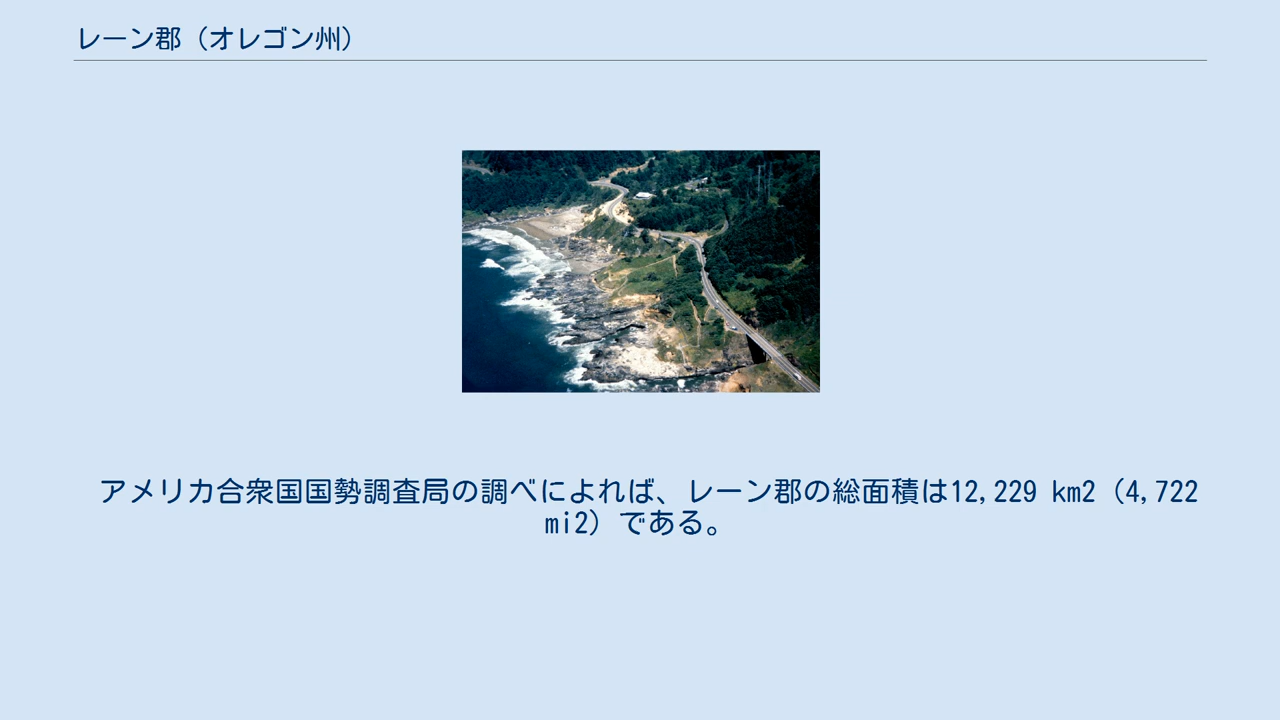 レーン郡（オレゴン州）
アメリカ合衆国国勢調査局の調べによれば、レーン郡の総面積は12,229 km2（4,722
mi2）である。